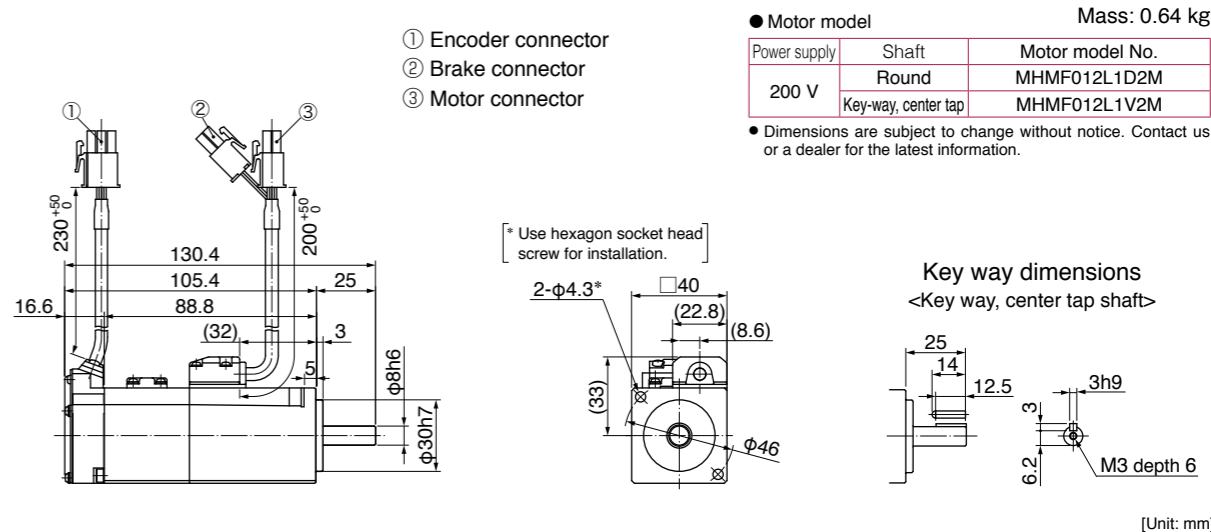 ① Encoder connector
② Brake connector
③ Motor connector
● Motor model
Mass: 0.64 kg
Power supply Shaft Motor model No.
200 V
Round MHMF012L1D2M
Key-way, center tap MHMF012L1V2M
● Dimensions are subject to change without notice. Contact us
or a dealer for the latest information.
① ② ③
230 +50 0
200 +50 0
130.4
105.4 25
16.6 88.8
(32) 3
5
φ8h6
φ30h7
[* Use hexagon socket head
screw for installation.]
2-φ4.3*
□40
(22.8)
(8.6)
(33)
φ46
Key way dimensions
<Key way, center tap shaft>
25
14
12.5
3h9
3
6.2
M3 depth 6
[Unit: mm]